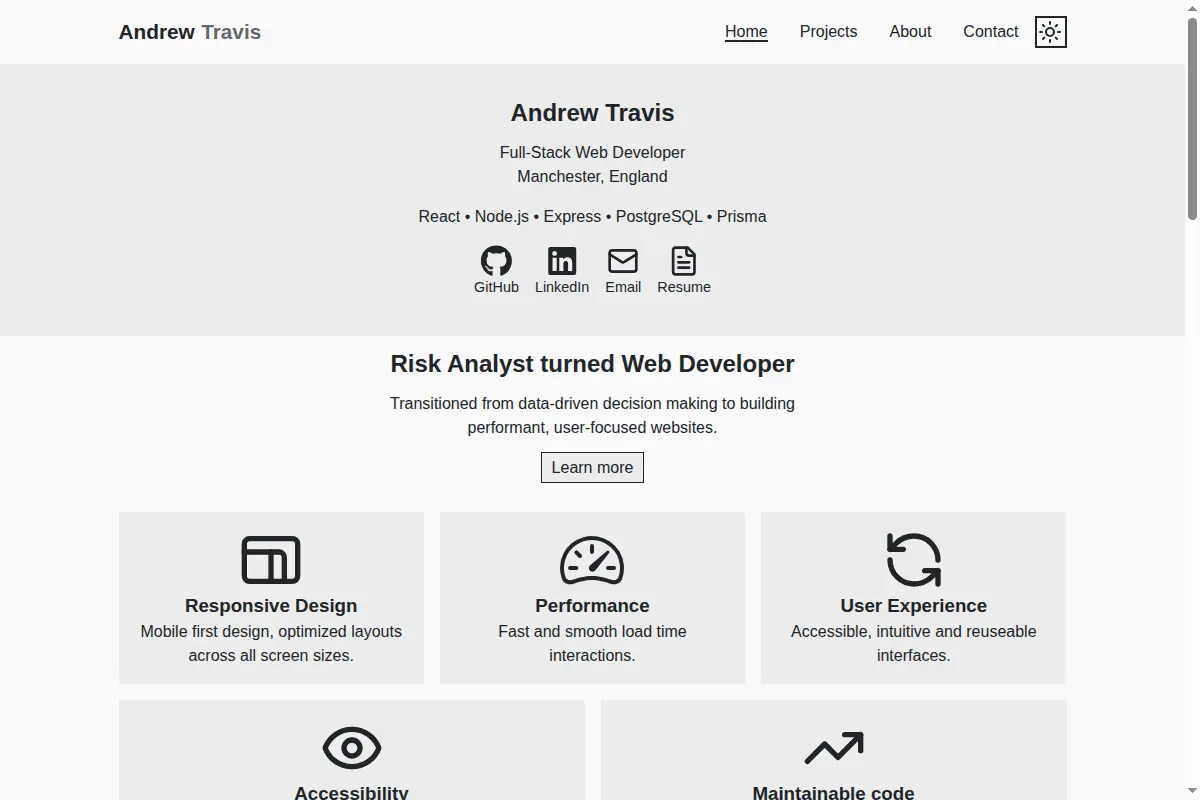 Andrew Travis
Home Projects About Contact
Andrew Travis
Full-Stack Web Developer
Manchester, England
React • Node.js • Express • PostgreSQL • Prisma
GitHub LinkedIn Email Resume
Risk Analyst turned Web Developer
Transitioned from data-driven decision making to building
performant, user-focused websites.
Learn more
Responsive Design
Mobile first design, optimized layouts
across all screen sizes.
Performance
Fast and smooth load time
interactions.
User Experience
Accessible, intuitive and reuseable
interfaces.
Accessibility
Maintainable code